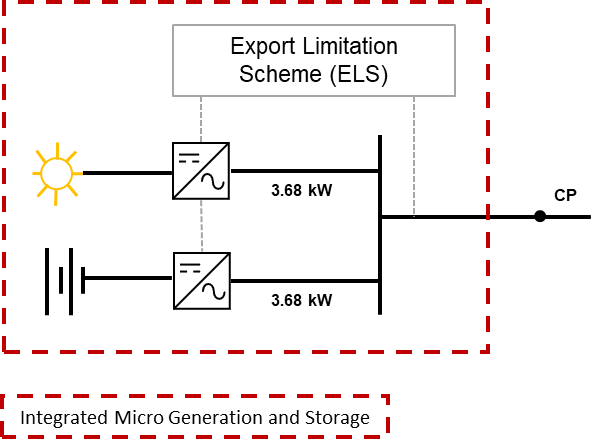 Export Limitation
Scheme (ELS)
3.68 kW
CP
3.68 kW
Integrated Micro Generation and Storage